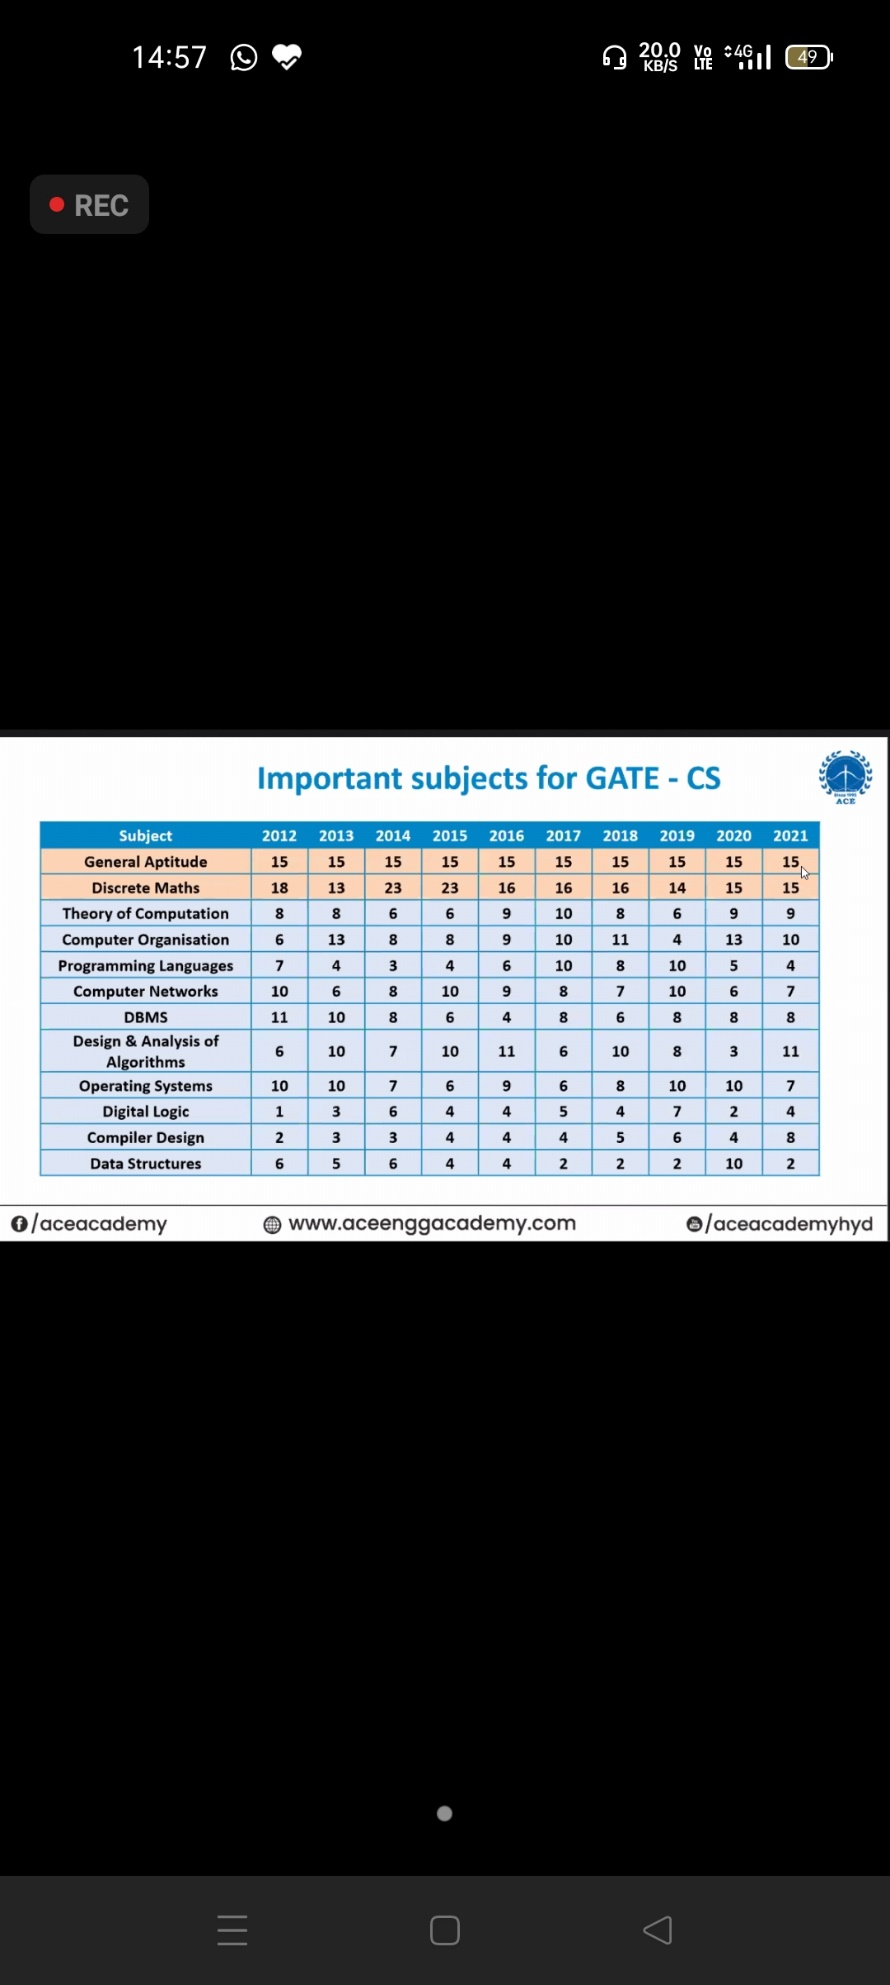 14:57 20.0 KB/S Vo LTE 4G 49
REC
Important subjects for GATE - CS
ACE
Subject 2012 2013 2014 2015 2016 2017 2018 2019 2020 2021
General Aptitude 15 15 15 15 15 15 15 15 15 15
Discrete Maths 18 13 23 23 16 16 16 14 15 15
Theory of Computation 8 8 6 6 9 10 8 6 9 9
Computer Organisation 6 13 8 8 9 10 11 4 13 10
Programming Languages 7 4 3 4 6 10 8 10 5 4
Computer Networks 10 6 8 10 9 8 7 10 6 7
DBMS 11 10 8 6 4 8 6 8 8 8
Design & Analysis of
Algorithms 6 10 7 10 11 6 10 8 3 11
Operating Systems 10 10 7 6 9 6 8 10 10 7
Digital Logic 1 3 6 4 4 5 4 7 2 4
Compiler Design 2 3 3 4 4 4 5 6 4 8
Data Structures 6 5 6 4 4 2 2 2 10 2
/aceacademy www.aceenggacademy.com /aceacademyhyd